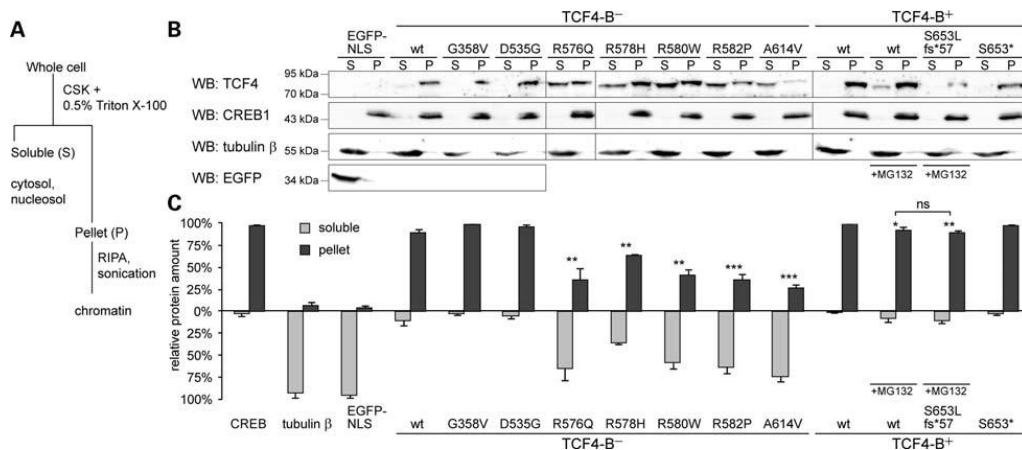 A
Whole cell
CSK +
0.5% Triton X-100
Soluble (S)
cytosol,
nucleosol
Pellet (P)
RIPA,
sonication
chromatin
B
TCF4-B⁻
TCF4-B⁺
EGFP-
NLS
wt G358V D535G R576Q R578H R580W R582P A614V wt wt S653L
fs*57 S653*
S P S P S P S P S P S P S P S P S P S P S P S P S P
WB: TCF4
95 kDa
70 kDa
WB: CREB1
43 kDa
WB: tubulin β
55 kDa
WB: EGFP
34 kDa
+MG132 +MG132
C
relative protein amount
100%
75%
50%
25%
0%
25%
50%
75%
100%
soluble
pellet
** ** ** *** ***
ns
* **
+MG132 +MG132
CREB tubulin β EGFP-
NLS
wt G358V D535G R576Q R578H R580W R582P A614V wt wt S653L
fs*57 S653*
TCF4-B⁻
TCF4-B⁺